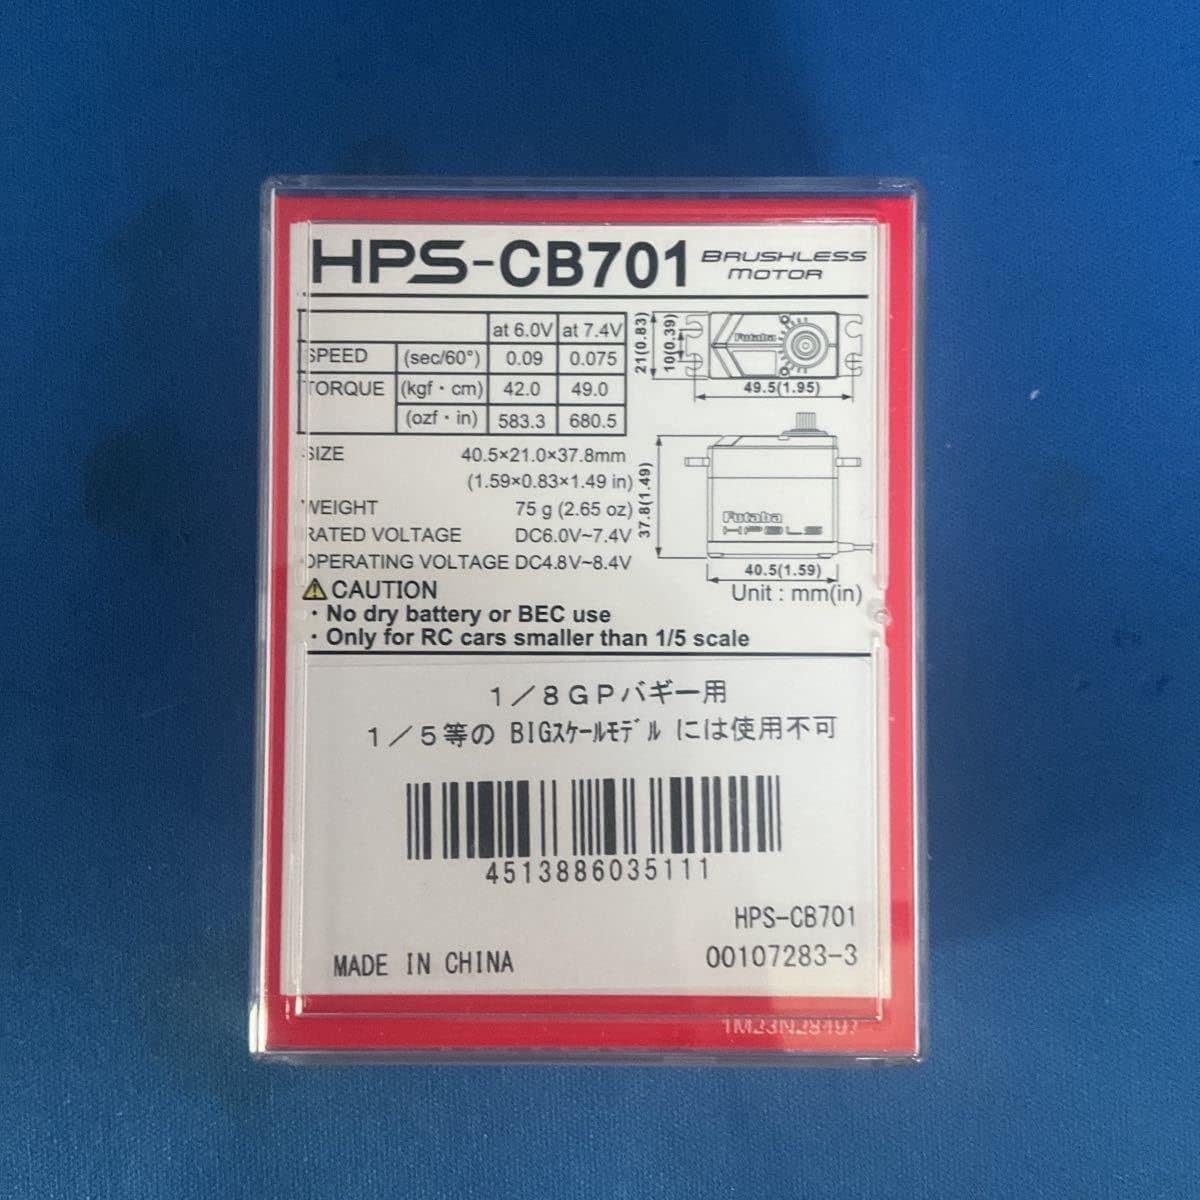 HPS-CB701 BRUSHLESS MOTOR
at 6.0V at 7.4V
SPEED (sec/60°) 0.09 0.075
TORQUE (kgf・cm) 42.0 49.0
(ozf・in) 583.3 680.5
SIZE 40.5×21.0×37.8mm
(1.59×0.83×1.49 in)
WEIGHT 75 g (2.65 oz)
RATED VOLTAGE DC6.0V~7.4V
OPERATING VOLTAGE DC4.8V~8.4V
21(0.83)
10(0.39)
Futaba
49.5(1.95)
37.8(1.49)
Futaba
HPBLS
40.5(1.59)
Unit : mm(in)
⚠CAUTION
・No dry battery or BEC use
・Only for RC cars smaller than 1/5 scale
1/8GPバギー用
1/5等の BIGｽｹｰﾙﾓﾃﾞﾙ には使用不可
4513886035111
HPS-CB701
MADE IN CHINA 00107283-3